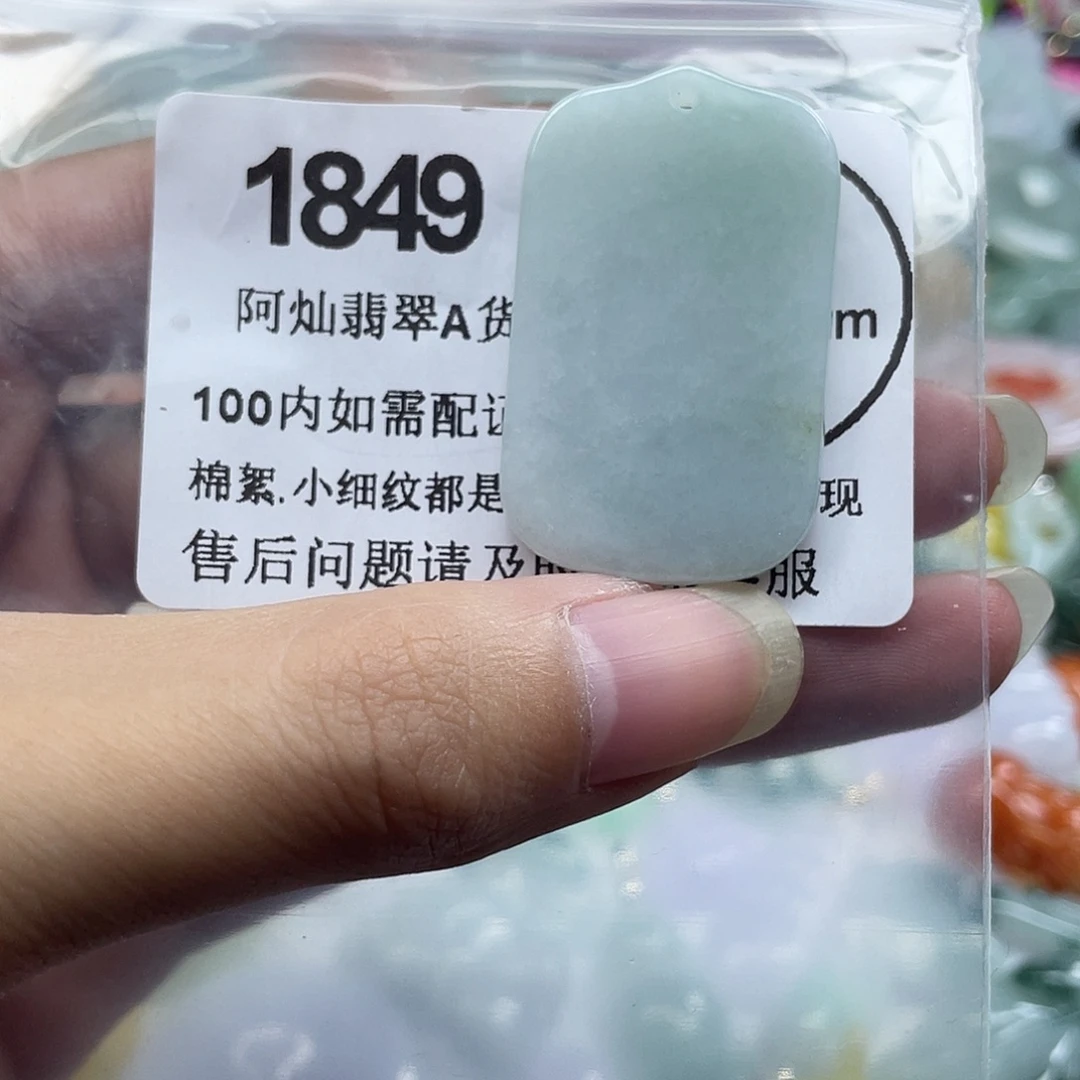 1849
阿灿翡翠A货 m
100内如需配
棉絮.小细纹都是 现
售后问题请及 服